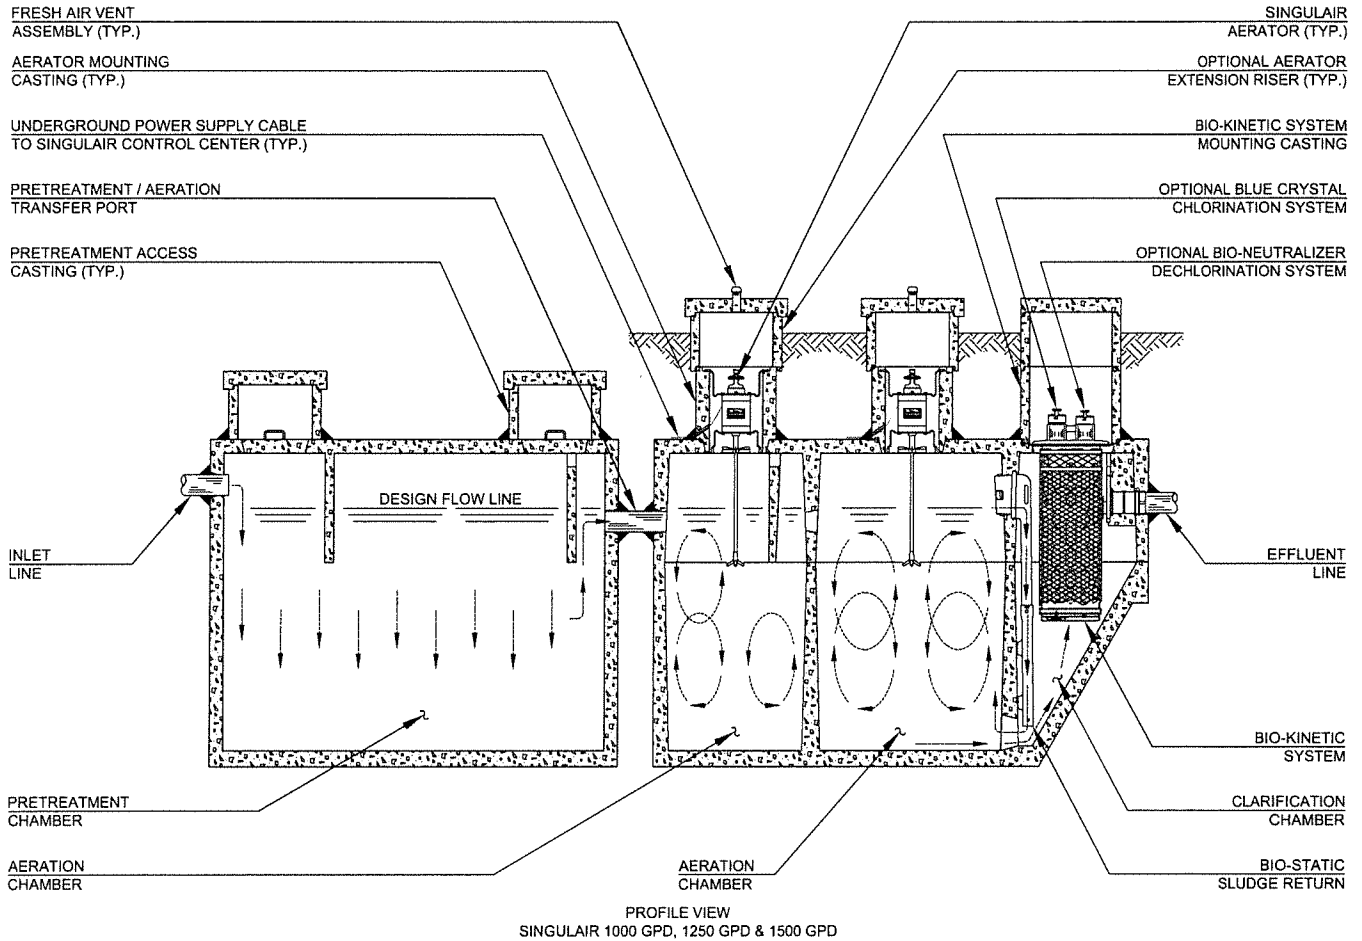 FRESH AIR VENT
ASSEMBLY (TYP.)
AERATOR MOUNTING
CASTING (TYP.)
UNDERGROUND POWER SUPPLY CABLE
TO SINGULAIR CONTROL CENTER (TYP.)
PRETREATMENT / AERATION
TRANSFER PORT
PRETREATMENT ACCESS
CASTING (TYP.)
SINGULAIR
AERATOR (TYP.)
OPTIONAL AERATOR
EXTENSION RISER (TYP.)
BIO-KINETIC SYSTEM
MOUNTING CASTING
OPTIONAL BLUE CRYSTAL
CHLORINATION SYSTEM
OPTIONAL BIO-NEUTRALIZER
DECHLORINATION SYSTEM
DESIGN FLOW LINE
INLET
LINE
EFFLUENT
LINE
BIO-KINETIC
SYSTEM
PRETREATMENT
CHAMBER
CLARIFICATION
CHAMBER
AERATION
CHAMBER
AERATION
CHAMBER
BIO-STATIC
SLUDGE RETURN
PROFILE VIEW
SINGULAIR 1000 GPD, 1250 GPD & 1500 GPD